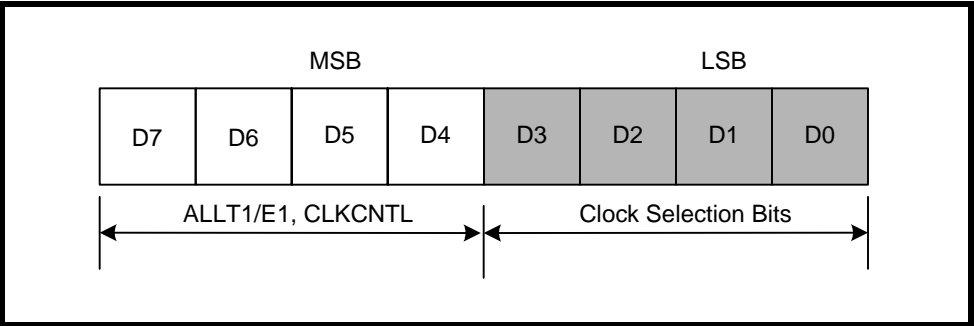 MSB LSB
D7 D6 D5 D4 D3 D2 D1 D0
ALLT1/E1, CLKCNTL Clock Selection Bits